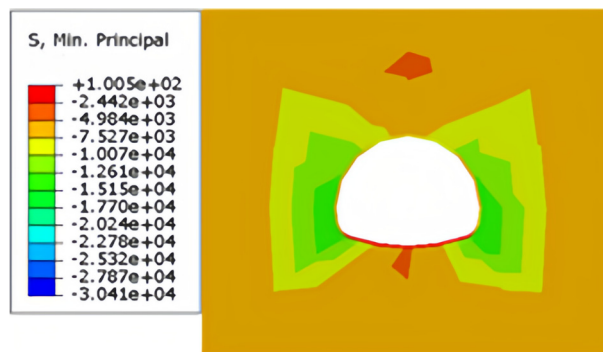 S, Min. Principal
+1.005e+02
-2.442e+03
-4.984e+03
-7.527e+03
-1.007e+04
-1.261e+04
-1.515e+04
-1.770e+04
-2.024e+04
-2.278e+04
-2.532e+04
-2.787e+04
-3.041e+04